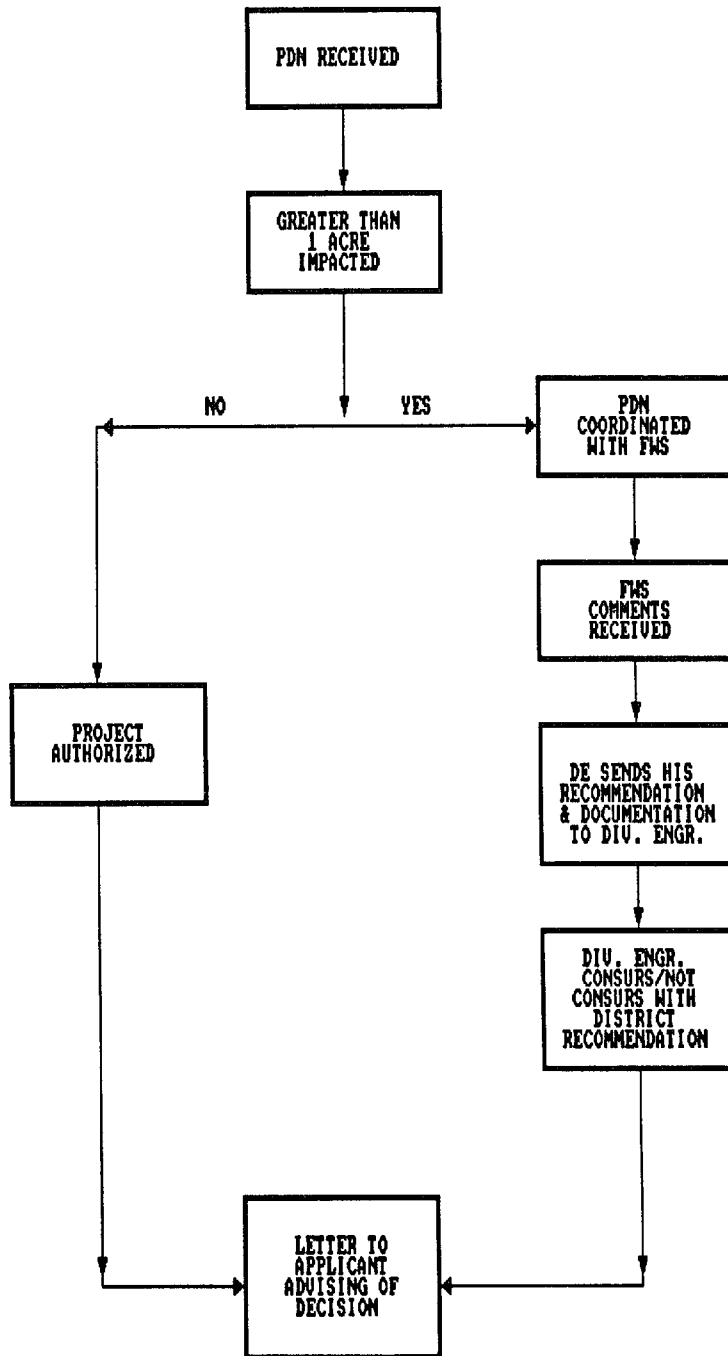 PDN RECEIVED
GREATER THAN
1 ACRE
IMPACTED
NO
YES
PDN
COORDINATED
WITH FWS
FWS
COMMENTS
RECEIVED
PROJECT
AUTHORIZED
DE SENDS HIS
RECOMMENDATION
& DOCUMENTATION
TO DIV. ENGR.
DIV. ENGR.
CONSURS/NOT
CONSURS WITH
DISTRICT
RECOMMENDATION
LETTER TO
APPLICANT
ADVISING OF
DECISION